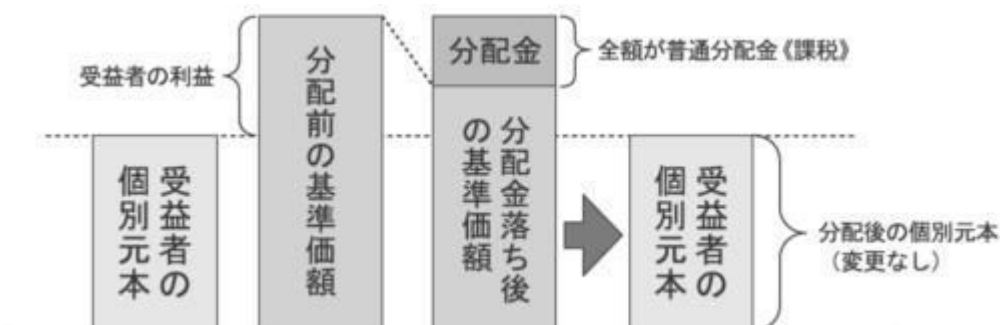 受益者の利益
分配前の基準価額
分配金
全額が普通分配金《課税》
受益者の
個別元本
分配金落ち後
の基準価額
受益者の
個別元本
分配後の個別元本
（変更なし）